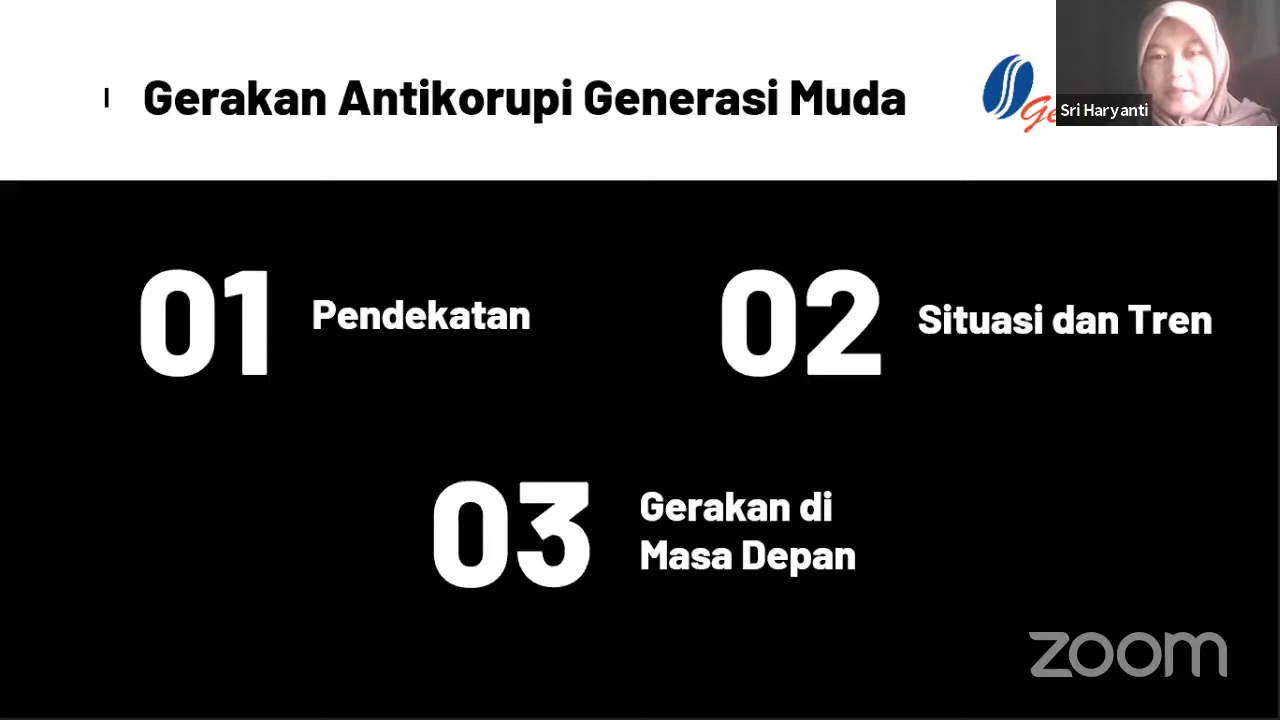 Gerakan Antikorupi Generasi Muda
Sri Haryanti
01 Pendekatan
02 Situasi dan Tren
03 Gerakan di
Masa Depan
zoom